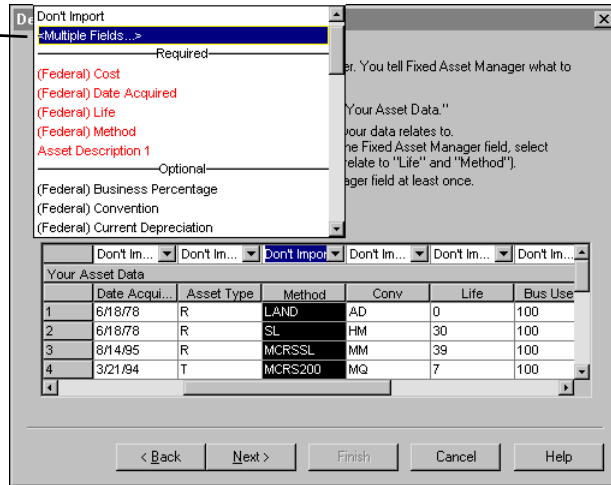 De
Don't Import
<Multiple Fields...>
Required
(Federal) Cost
(Federal) Date Acquired
(Federal) Life
(Federal) Method
Asset Description 1
Optional
(Federal) Business Percentage
(Federal) Convention
(Federal) Current Depreciation
er. You tell Fixed Asset Manager what to
"Your Asset Data."
your data relates to.
he Fixed Asset Manager field, select
relate to "Life" and "Method").
ager field at least once.
Don't Im... Don't Im... Don't Impor Don't Im... Don't Im... Don't Im...
Your Asset Data
Date Acqui... Asset Type Method Conv Life Bus Use
1 6/18/78 R LAND AD 0 100
2 6/18/78 R SL HM 30 100
3 8/14/95 R MCRSSL MM 39 100
4 3/21/94 T MCRS200 MQ 7 100
< Back Next > Finish Cancel Help